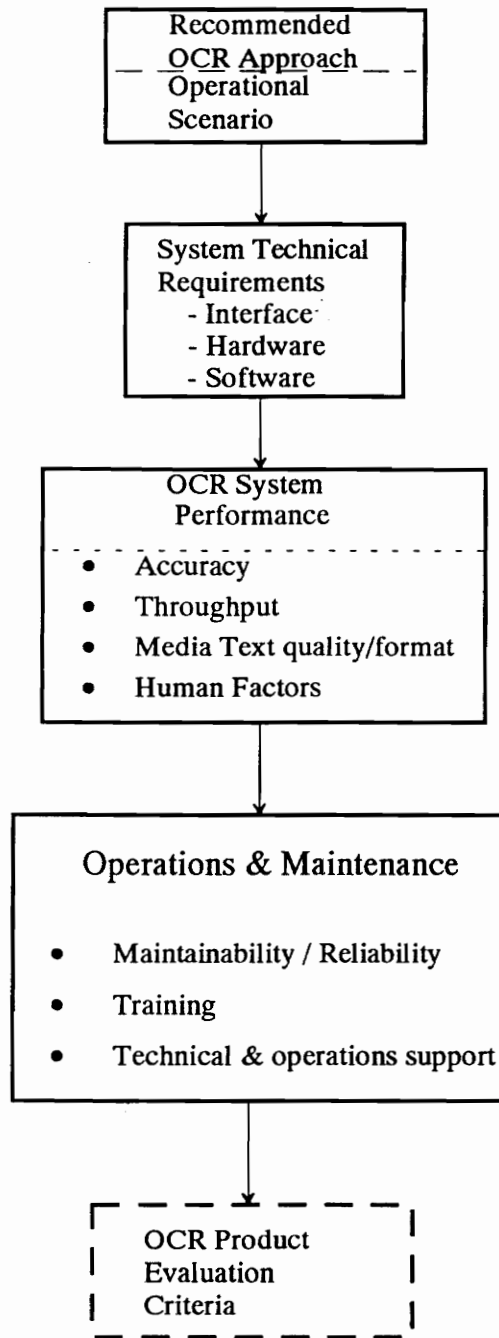 Recommended
OCR Approach
Operational
Scenario
System Technical
Requirements
- Interface
- Hardware
- Software
OCR System
Performance
• Accuracy
• Throughput
• Media Text quality/format
• Human Factors
Operations & Maintenance
• Maintainability / Reliability
• Training
• Technical & operations support
OCR Product
Evaluation
Criteria